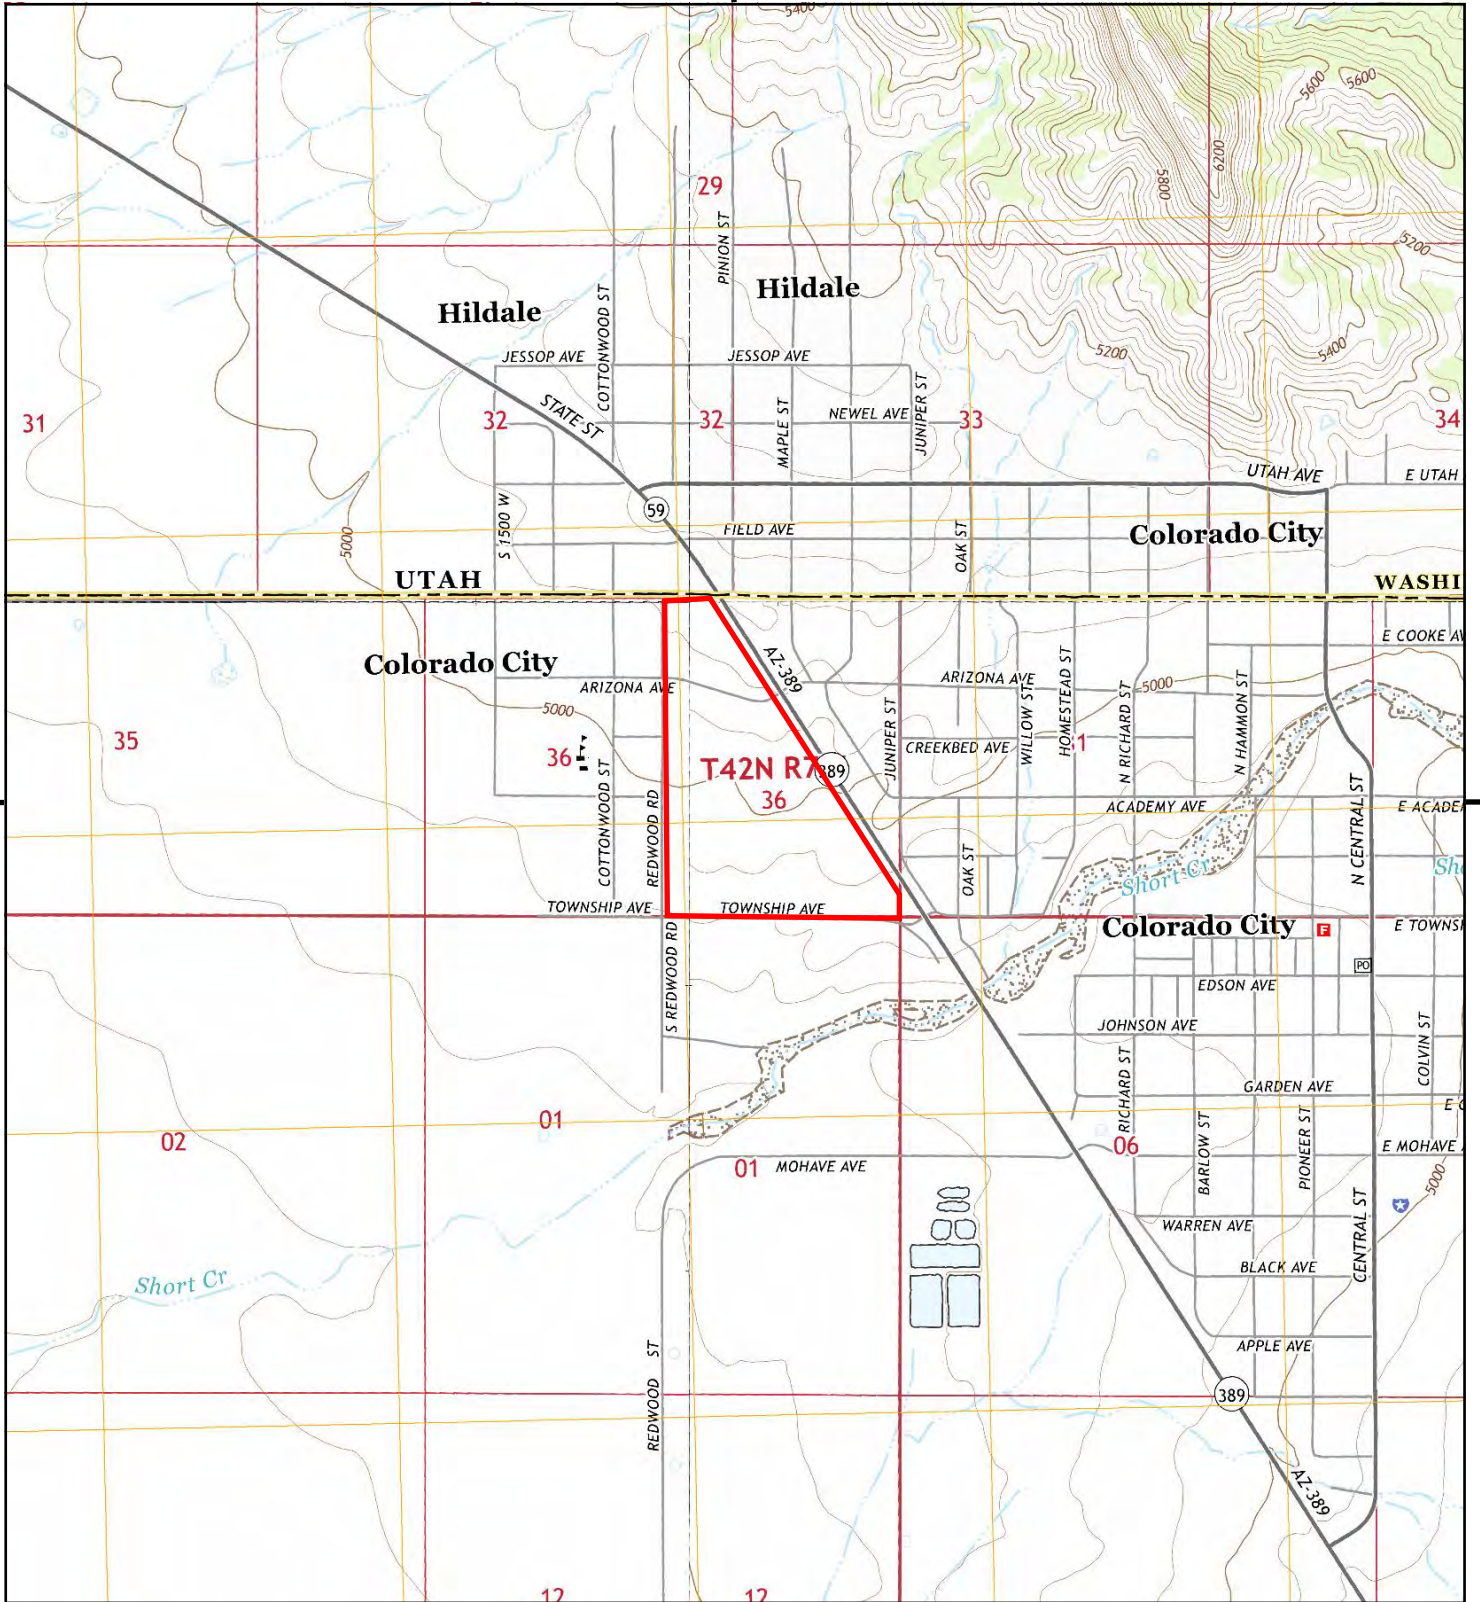 5400
5600
5600
6200
5800
29
PINION ST
5200
Hildale
Hildale
COTTONWOOD ST
JESSOP AVE
JESSOP AVE
5200
5400
STATE ST
MAPLE ST
NEWEL AVE
JUNIPER ST
31
32
32
33
34
UTAH AVE
E UTAH
S 1500 W
59
FIELD AVE
OAK ST
Colorado City
5000
UTAH
WASHI
E COOKE AV
Colorado City
AZ-389
ARIZONA AVE
ARIZONA AVE
WILLOW ST
HOMESTEAD ST
N RICHARD ST
5000
N HAMMON ST
5000
35
36
T42N R7
389
36
JUNIPER ST
CREEKBED AVE
1
COTTONWOOD ST
REDWOOD RD
ACADEMY AVE
N CENTRAL ST
E ACADE
OAK ST
Short Cr
Sho
TOWNSHIP AVE
TOWNSHIP AVE
Colorado City
F
E TOWNS
S REDWOOD RD
PO
EDSON AVE
JOHNSON AVE
COLVIN ST
RICHARD ST
GARDEN AVE
E
02
01
01
MOHAVE AVE
06
BARLOW ST
PIONEER ST
E MOHAVE
5000
WARREN AVE
CENTRAL ST
Short Cr
BLACK AVE
REDWOOD ST
APPLE AVE
389
AZ-389
12
12